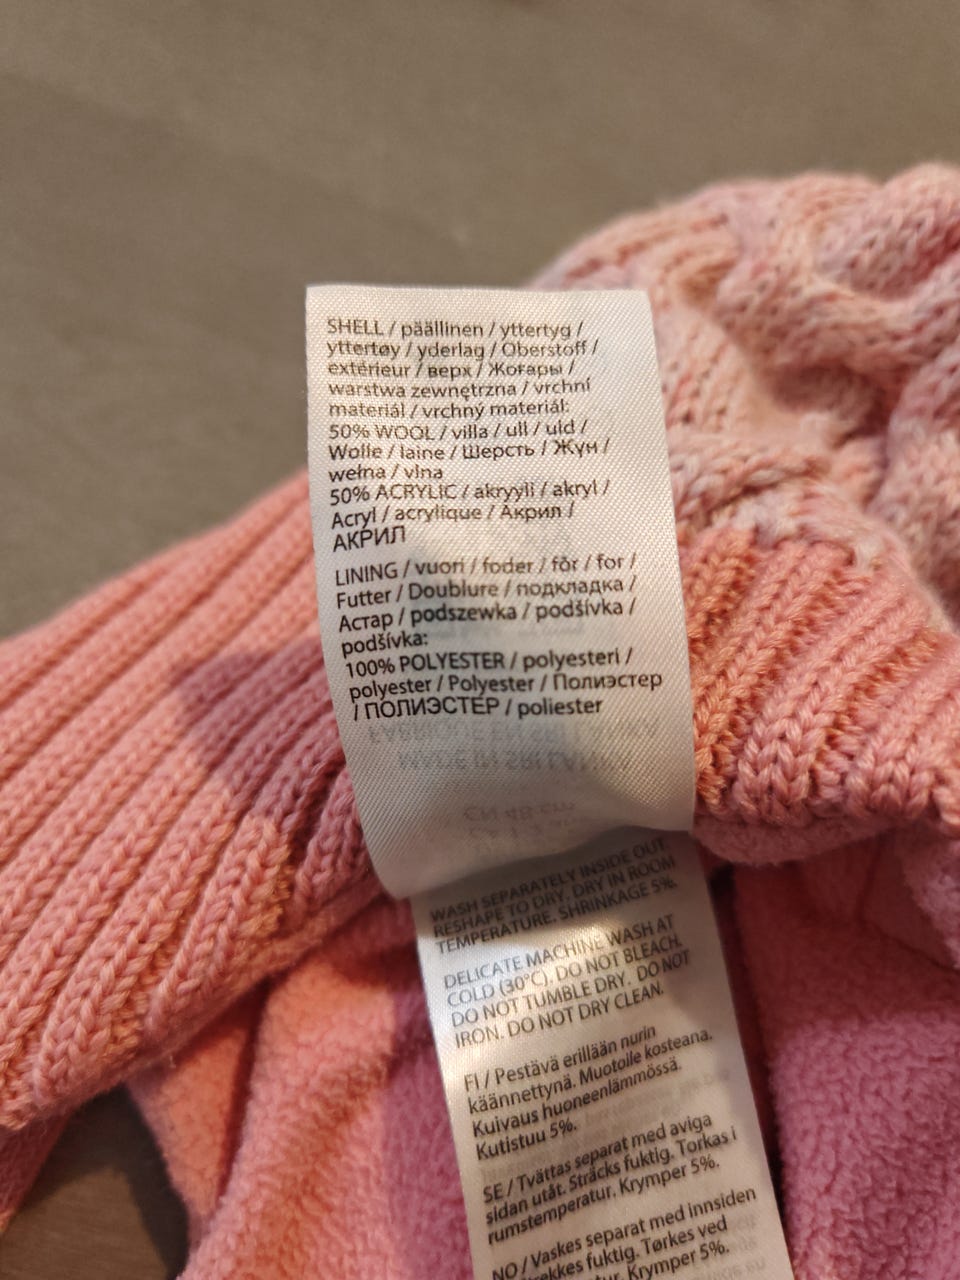 SHELL / päällinen / yttertyg /
yttertøy / yderlag / Oberstoff /
extérieur / верх / Жоғары /
warstwa zewnętrzna / vrchní
materiál / vrchný materiál:
50% WOOL / villa / ull / uld /
Wolle / laine / Шерсть / Жүн /
wełna / vlna
50% ACRYLIC / akryyli / akryl /
Acryl / acrylique / Акрил /
АКРИЛ
LINING / vuori / foder / fôr / for /
Futter / Doublure / подкладка /
Астар / podszewka / podšívka /
podšívka:
100% POLYESTER / polyesteri /
polyester / Polyester / Полиэстер
/ ПОЛИЭСТЕР / poliester
WASH SEPARATELY INSIDE OUT.
RESHAPE TO DRY. DRY IN ROOM
TEMPERATURE. SHRINKAGE 5%.
DELICATE MACHINE WASH AT
COLD (30°C). DO NOT BLEACH.
DO NOT TUMBLE DRY. DO NOT
IRON. DO NOT DRY CLEAN.
FI / Pestävä erillään nurin
käännettynä. Muotoile kosteana.
Kuivaus huoneenlämmössä.
Kutistuu 5%.
SE / Tvättas separat med aviga
sidan utåt. Sträcks fuktig. Torkas i
rumstemperatur. Krymper 5%.
NO / Vaskes separat med innsiden
fuktig. Tørkes ved
Krymper 5%.